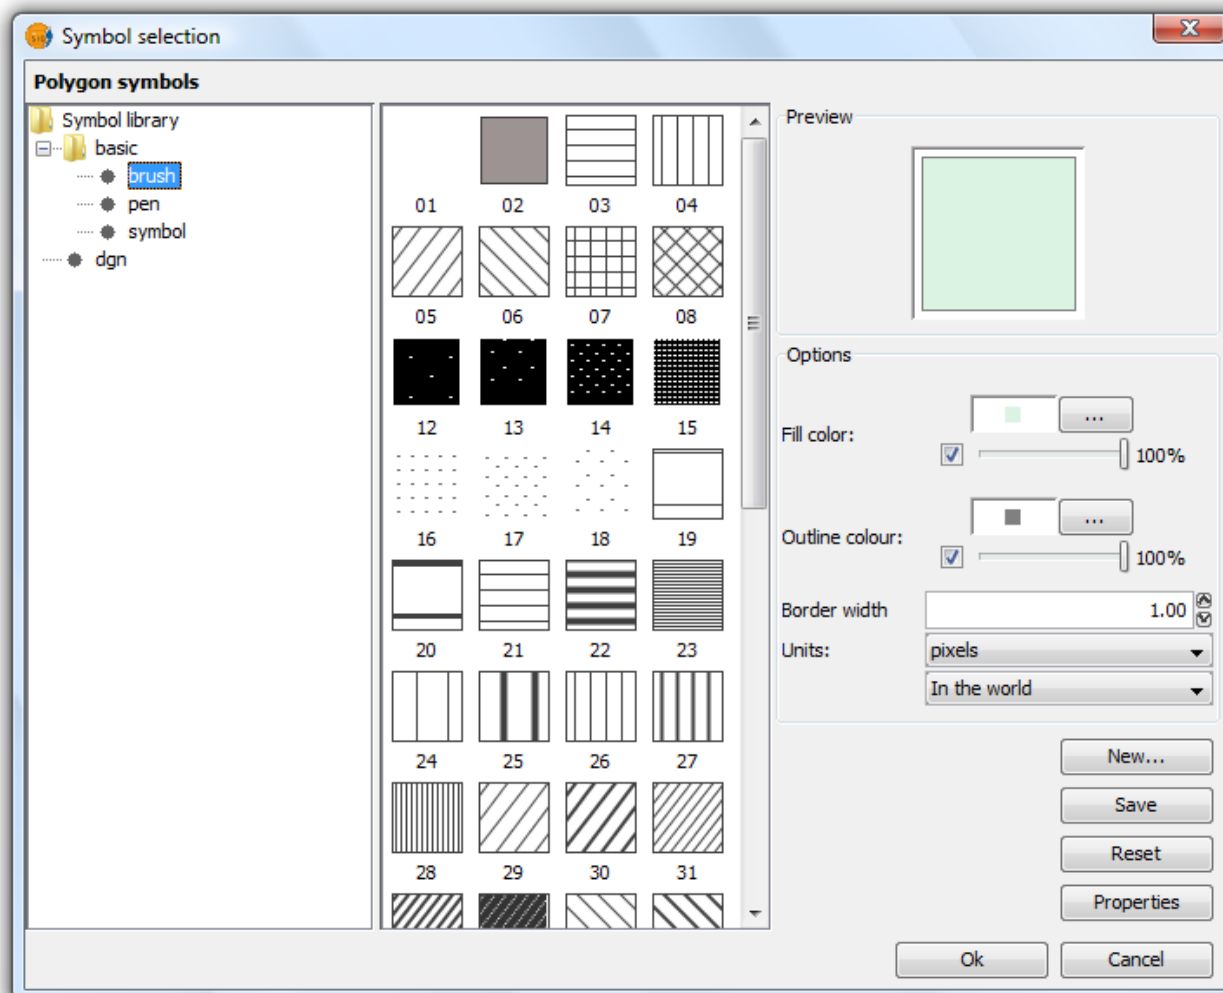 Symbol selection
Polygon symbols
Symbol library
basic
brush
pen
symbol
dgn
01 02 03 04
05 06 07 08
12 13 14 15
16 17 18 19
20 21 22 23
24 25 26 27
28 29 30 31
Preview
Options
Fill color:
...
100%
Outline colour:
...
100%
Border width 1.00
Units: pixels
In the world
New...
Save
Reset
Properties
Ok Cancel